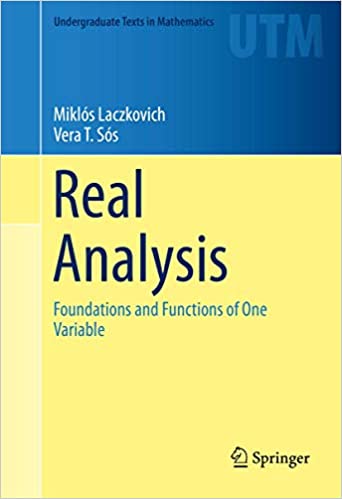 Undergraduate Texts in Mathematics
UTM
Miklós Laczkovich
Vera T. Sós
Real
Analysis
Foundations and Functions of One
Variable
Springer